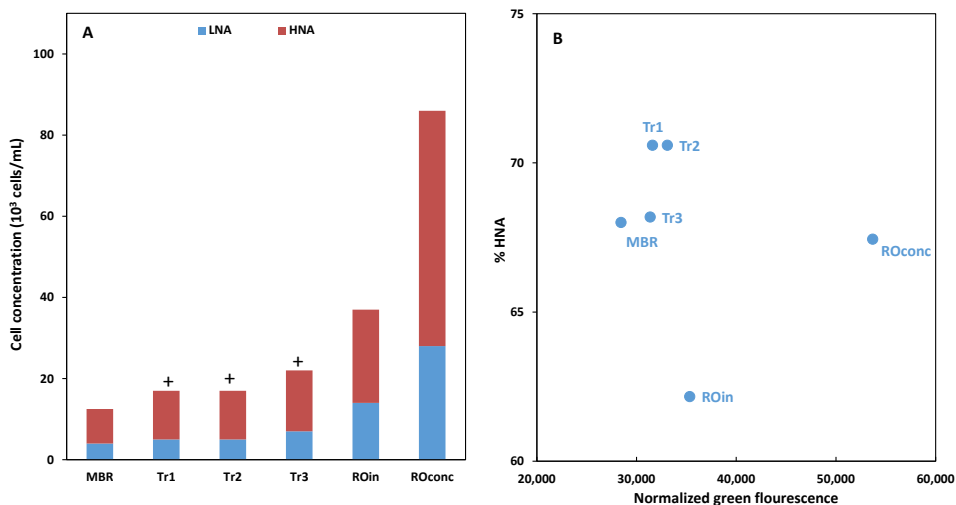 A
LNA HNA
Cell concentration (10³ cells/mL)
100
80
60
40
20
0
+ + +
MBR Tr1 Tr2 Tr3 ROin ROconc
B
% HNA
75
70
65
60
Tr1
Tr2
Tr3
MBR
ROconc
ROin
20,000 30,000 40,000 50,000 60,000
Normalized green flourescence